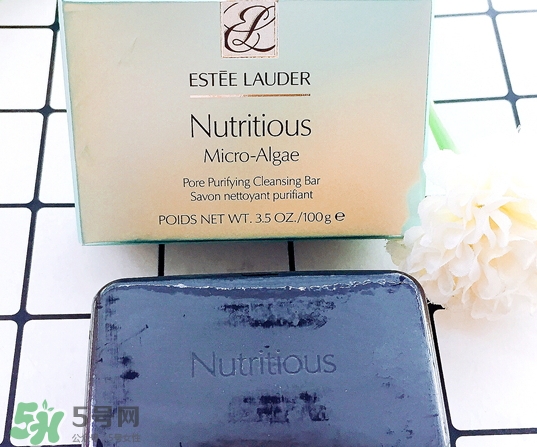 EL
ESTĒE LAUDER
Nutritious
Micro-Algae
Pore Purifying Cleansing Bar
Savon nettoyant purifiant
POIDS NET WT. 3.5 OZ./100g e
Nutritious
5号网